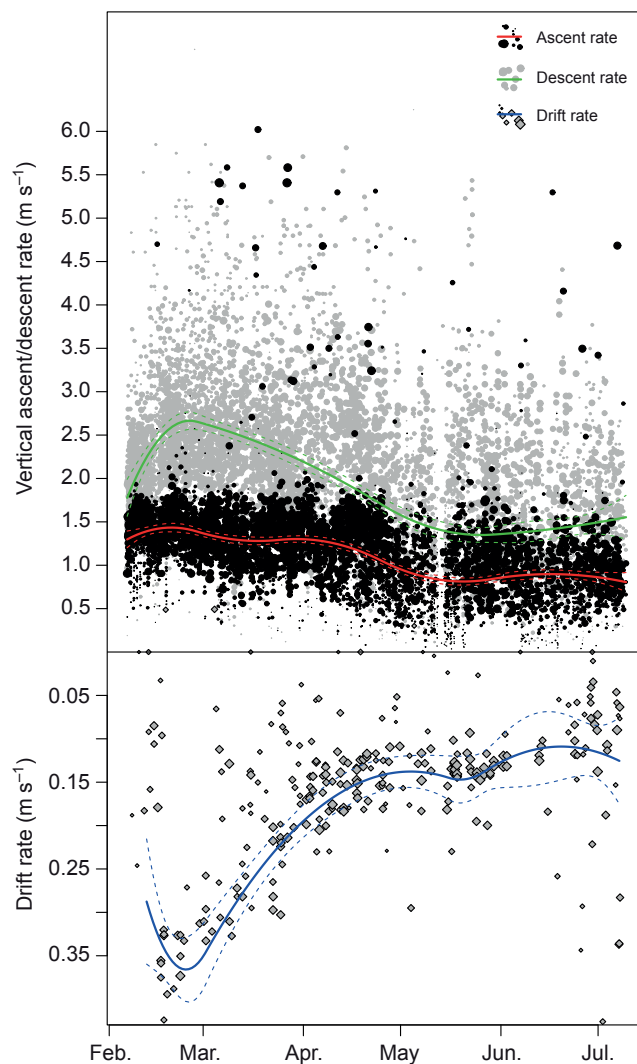 Ascent rate
Descent rate
Drift rate
Vertical ascent/descent rate (m s⁻¹)
6.0
5.5
5.0
4.5
4.0
3.5
3.0
2.5
2.0
1.5
1.0
0.5
Drift rate (m s⁻¹)
0.05
0.15
0.25
0.35
Feb. Mar. Apr. May Jun. Jul.